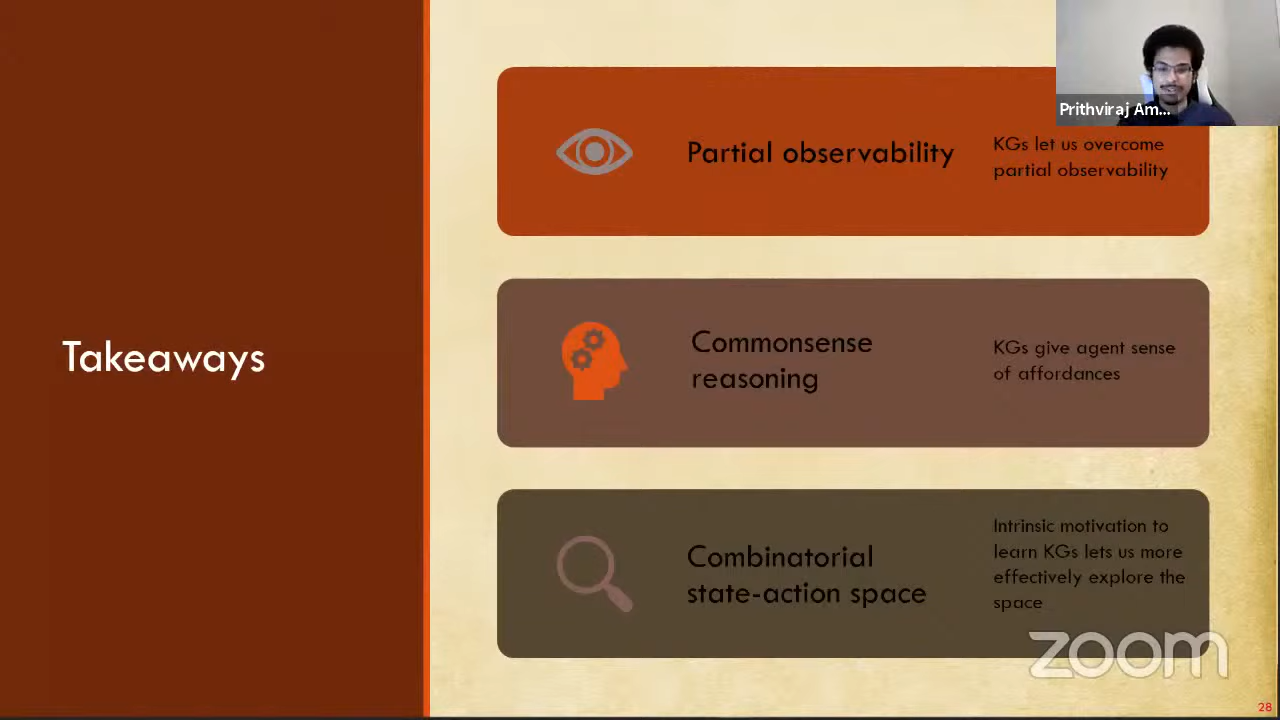 Takeaways
Prithviraj Am...
Partial observability
KGs let us overcome
partial observability
Commonsense
reasoning
KGs give agent sense
of affordances
Combinatorial
state-action space
Intrinsic motivation to
learn KGs lets us more
effectively explore the
space
zoom
28